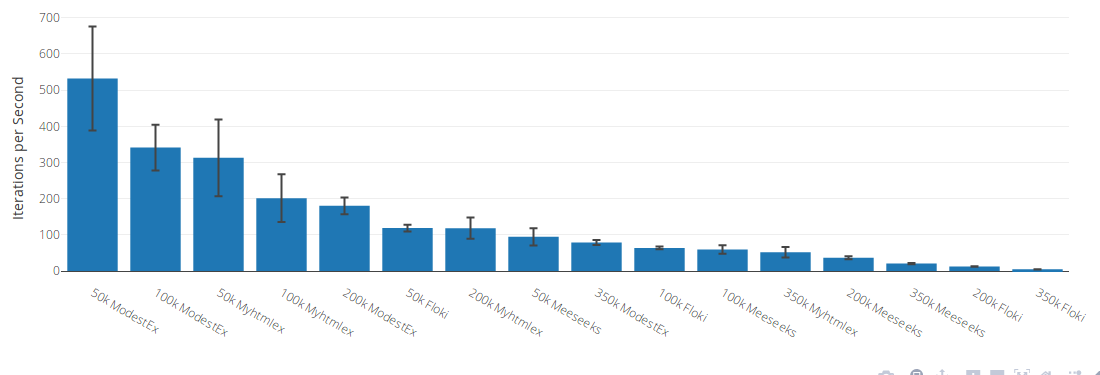 700
600
500
400
300
200
100
0
Iterations per Second
50k ModestEx
100k ModestEx
50k Myhtmlex
100k Myhtmlex
200k ModestEx
50k Floki
200k Myhtmlex
50k Meeseeks
350k ModestEx
100k Floki
100k Meeseeks
350k Myhtmlex
200k Meeseeks
350k Meeseeks
200k Floki
350k Floki